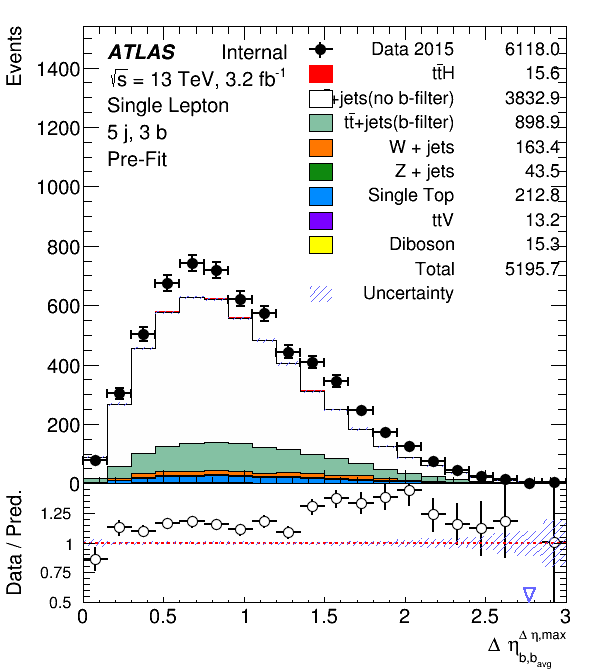 Events
ATLAS Internal
√s = 13 TeV, 3.2 fb⁻¹
Single Lepton
5 j, 3 b
Pre-Fit
Data 2015 6118.0
tt̄H 15.6
+jets(no b-filter) 3832.9
tt̄+jets(b-filter) 898.9
W + jets 163.4
Z + jets 43.5
Single Top 212.8
ttV 13.2
Diboson 15.3
Total 5195.7
Uncertainty
1400
1200
1000
800
600
400
200
0
Data / Pred.
1.25
1
0.75
0.5
0 0.5 1 1.5 2 2.5 3
Δ η b,b avg Δ η,max